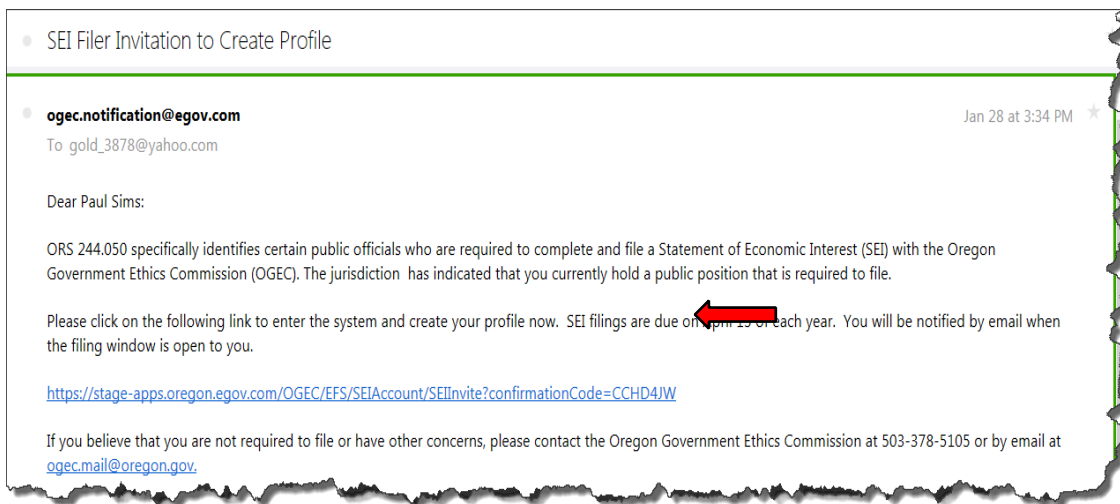 SEI Filer Invitation to Create Profile
ogec.notification@egov.com
Jan 28 at 3:34 PM
To gold_3878@yahoo.com
Dear Paul Sims:
ORS 244.050 specifically identifies certain public officials who are required to complete and file a Statement of Economic Interest (SEI) with the Oregon
Government Ethics Commission (OGEC). The jurisdiction  has indicated that you currently hold a public position that is required to file.
Please click on the following link to enter the system and create your profile now.  SEI filings are due on April 15 of each year.  You will be notified by email when
the filing window is open to you.
https://stage-apps.oregon.egov.com/OGEC/EFS/SEIAccount/SEIInvite?confirmationCode=CCHD4JW
If you believe that you are not required to file or have other concerns, please contact the Oregon Government Ethics Commission at 503-378-5105 or by email at
ogec.mail@oregon.gov.